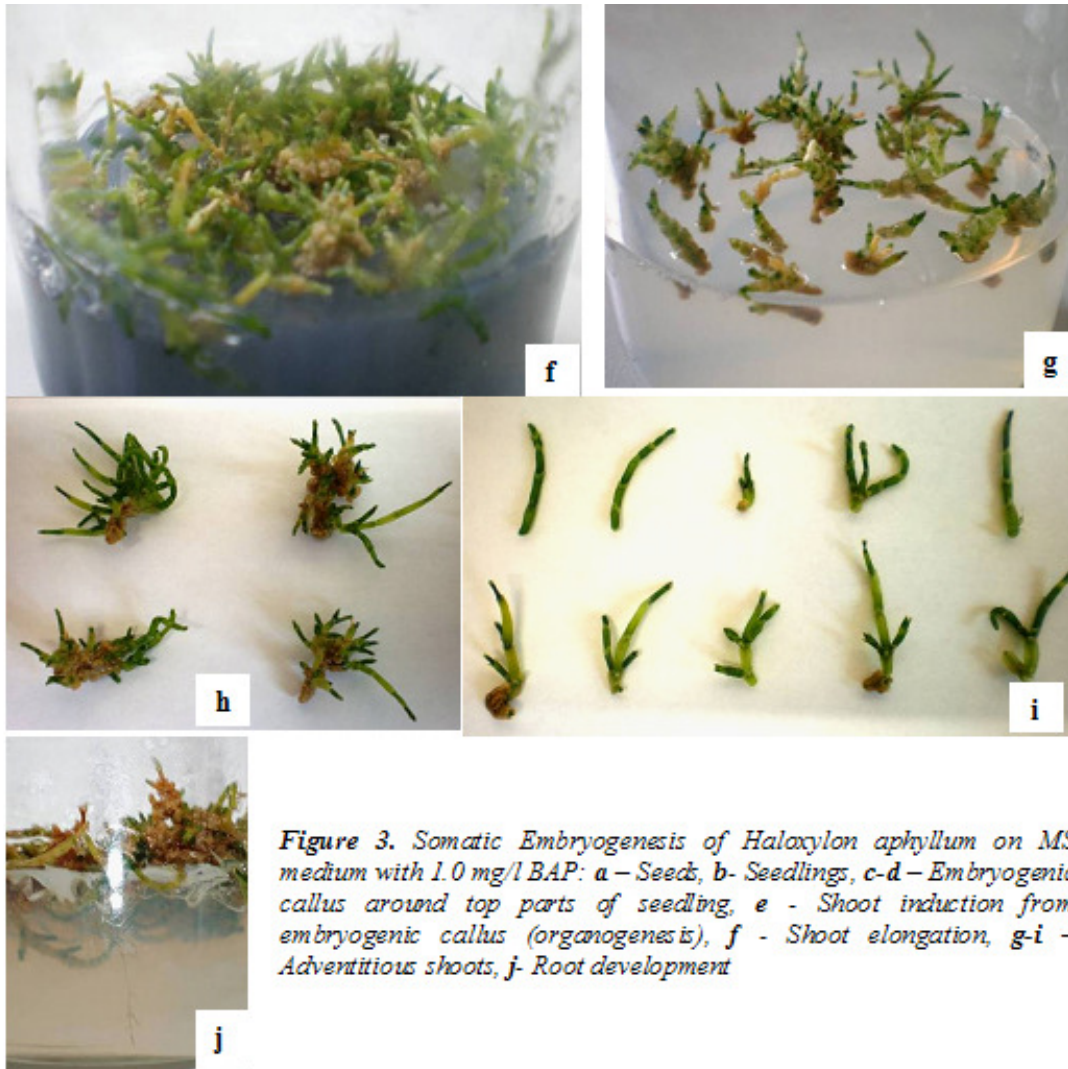 f
g
h
i
j
Figure 3. Somatic Embryogenesis of Haloxylon aphyllum on MS
medium with 1.0 mg/l BAP: a – Seeds, b- Seedlings, c-d – Embryogenic
callus around top parts of seedling, e - Shoot induction from
embryogenic callus (organogenesis), f - Shoot elongation, g-i –
Adventitious shoots, j- Root development